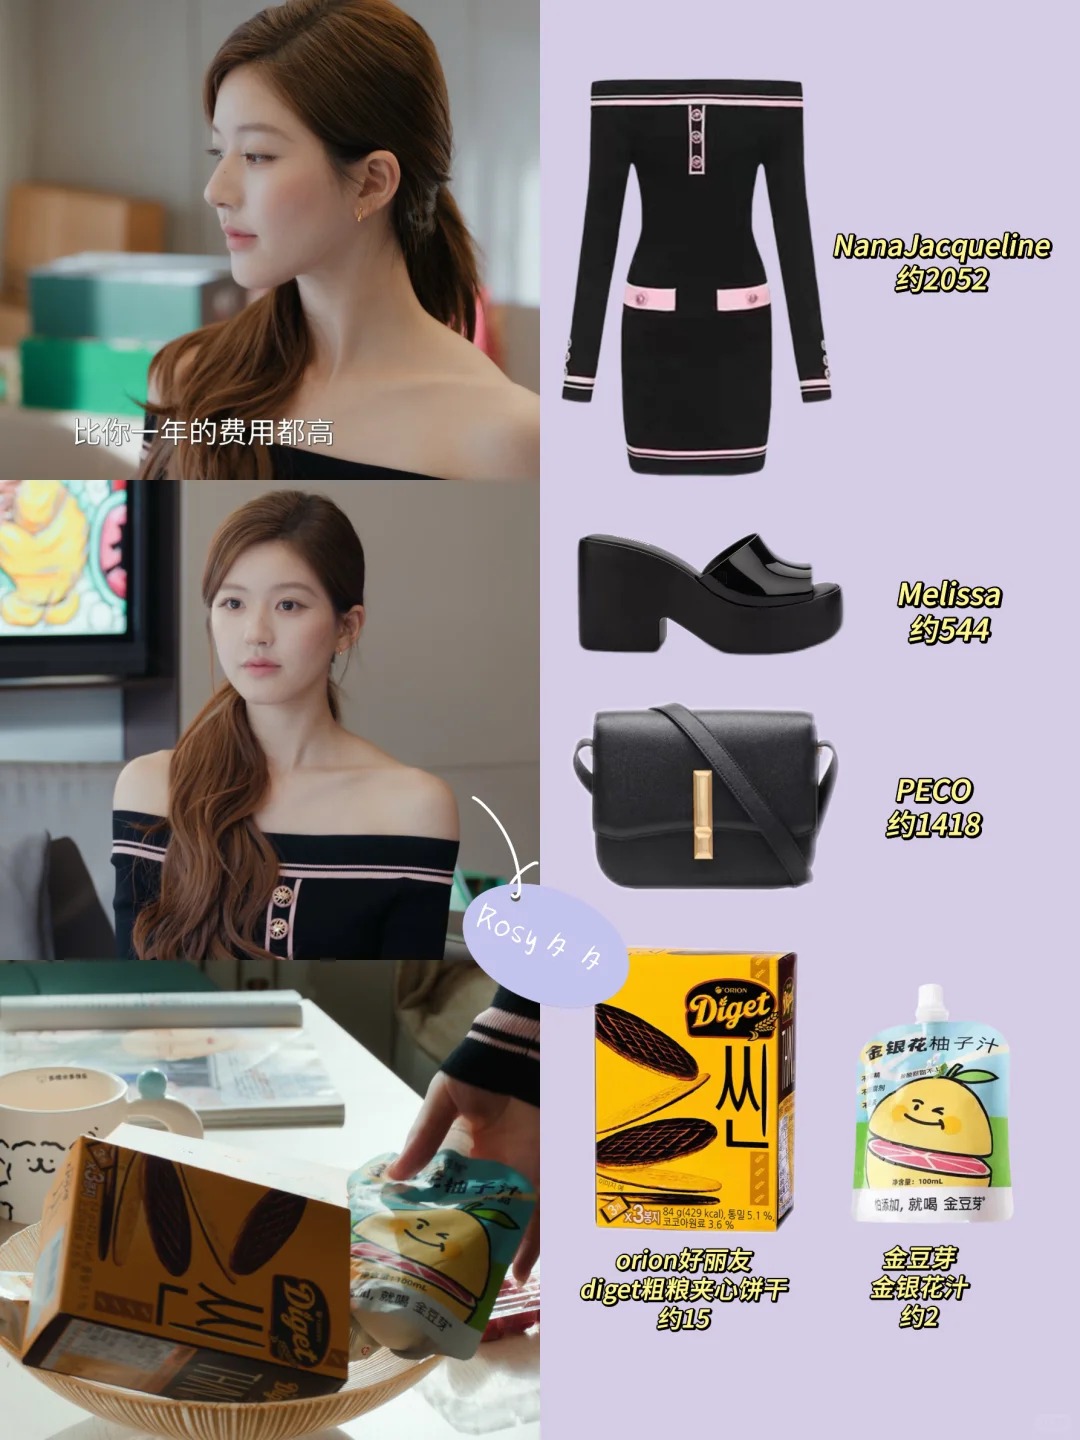 比你一年的费用都高
NanaJacqueline
约2052
Melissa
约544
PECO
约1418
Rosy夕夕
ORION
Diget
씬
x3봉지
84 g(429 kcal), 통밀 5.1 %,
코코아원료 3.6 %
金银花柚子汁
净含量：100mL
怕添加, 就喝 金豆芽
柚子汁
100mL
就喝 金豆芽
Diget
씬
orion好丽友
diget粗粮夹心饼干
约15
金豆芽
金银花汁
约2